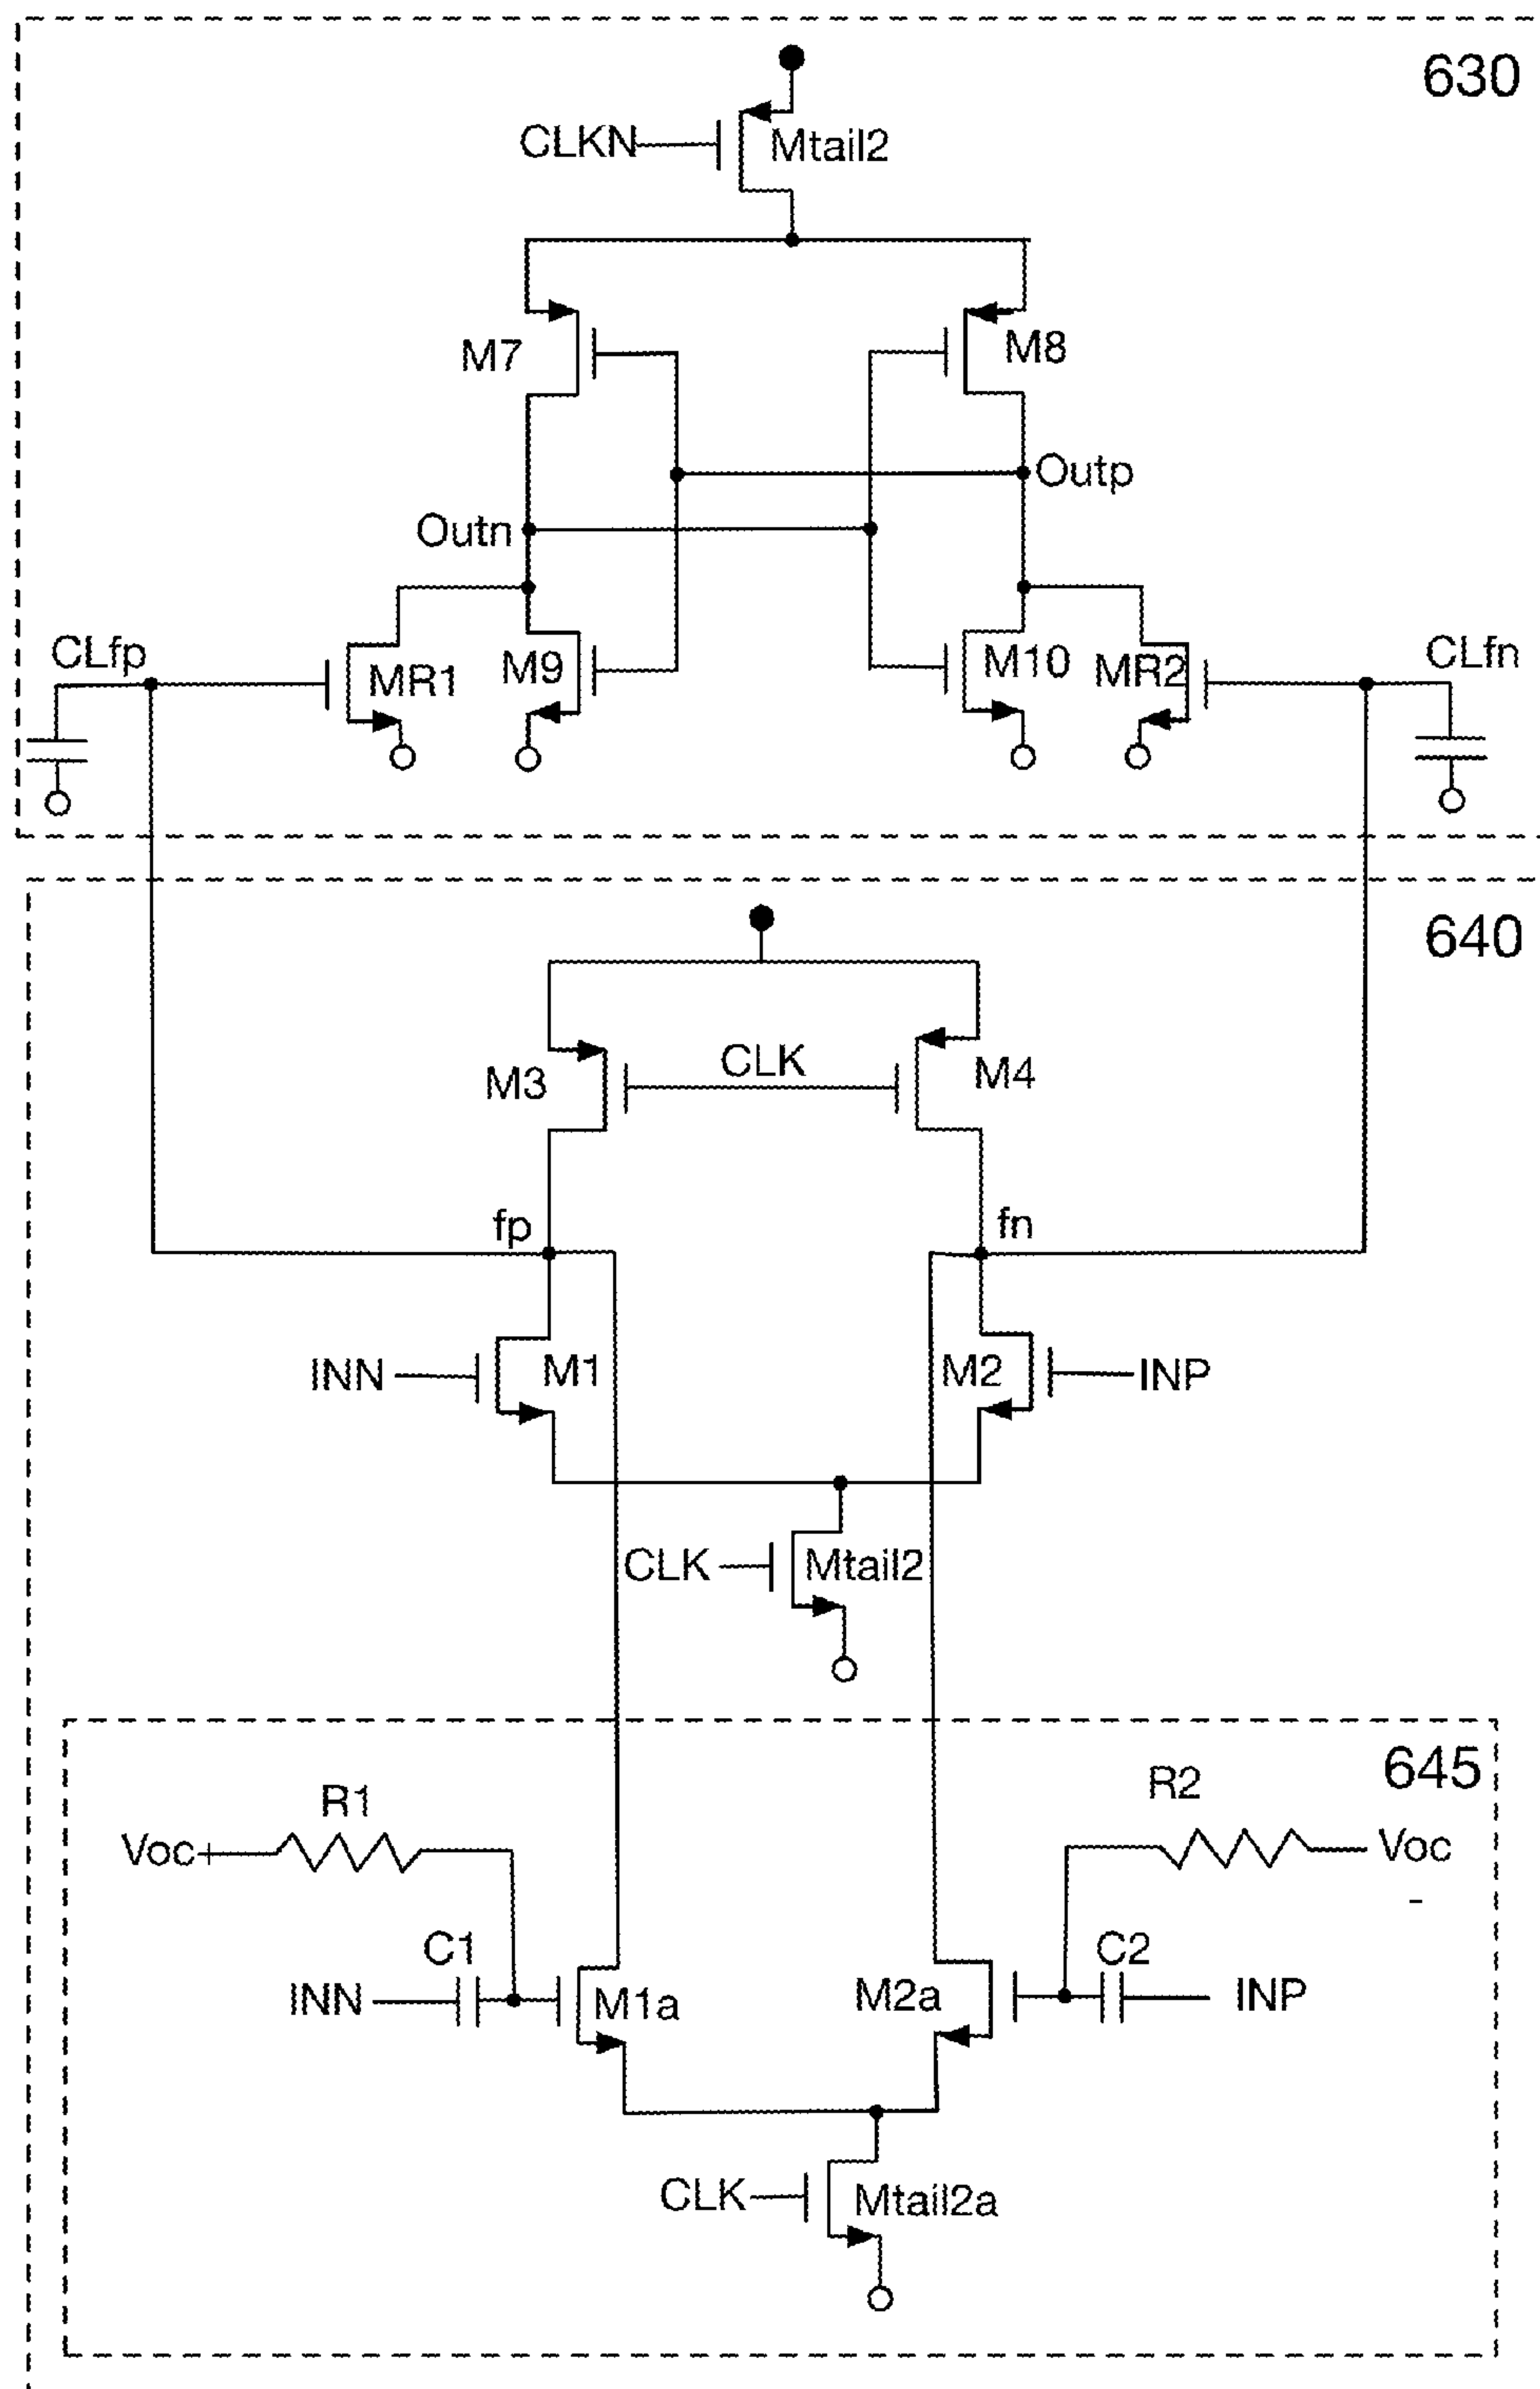 630
CLKN
Mtail2
M7
M8
Outp
Outn
CLfp
MR1
M9
M10
MR2
CLfn
640
M3
CLK
M4
fp
fn
INN
M1
M2
INP
CLK
Mtail2
645
R1
R2
Voc+
Voc
-
C1
C2
INN
M1a
M2a
INP
CLK
Mtail2a